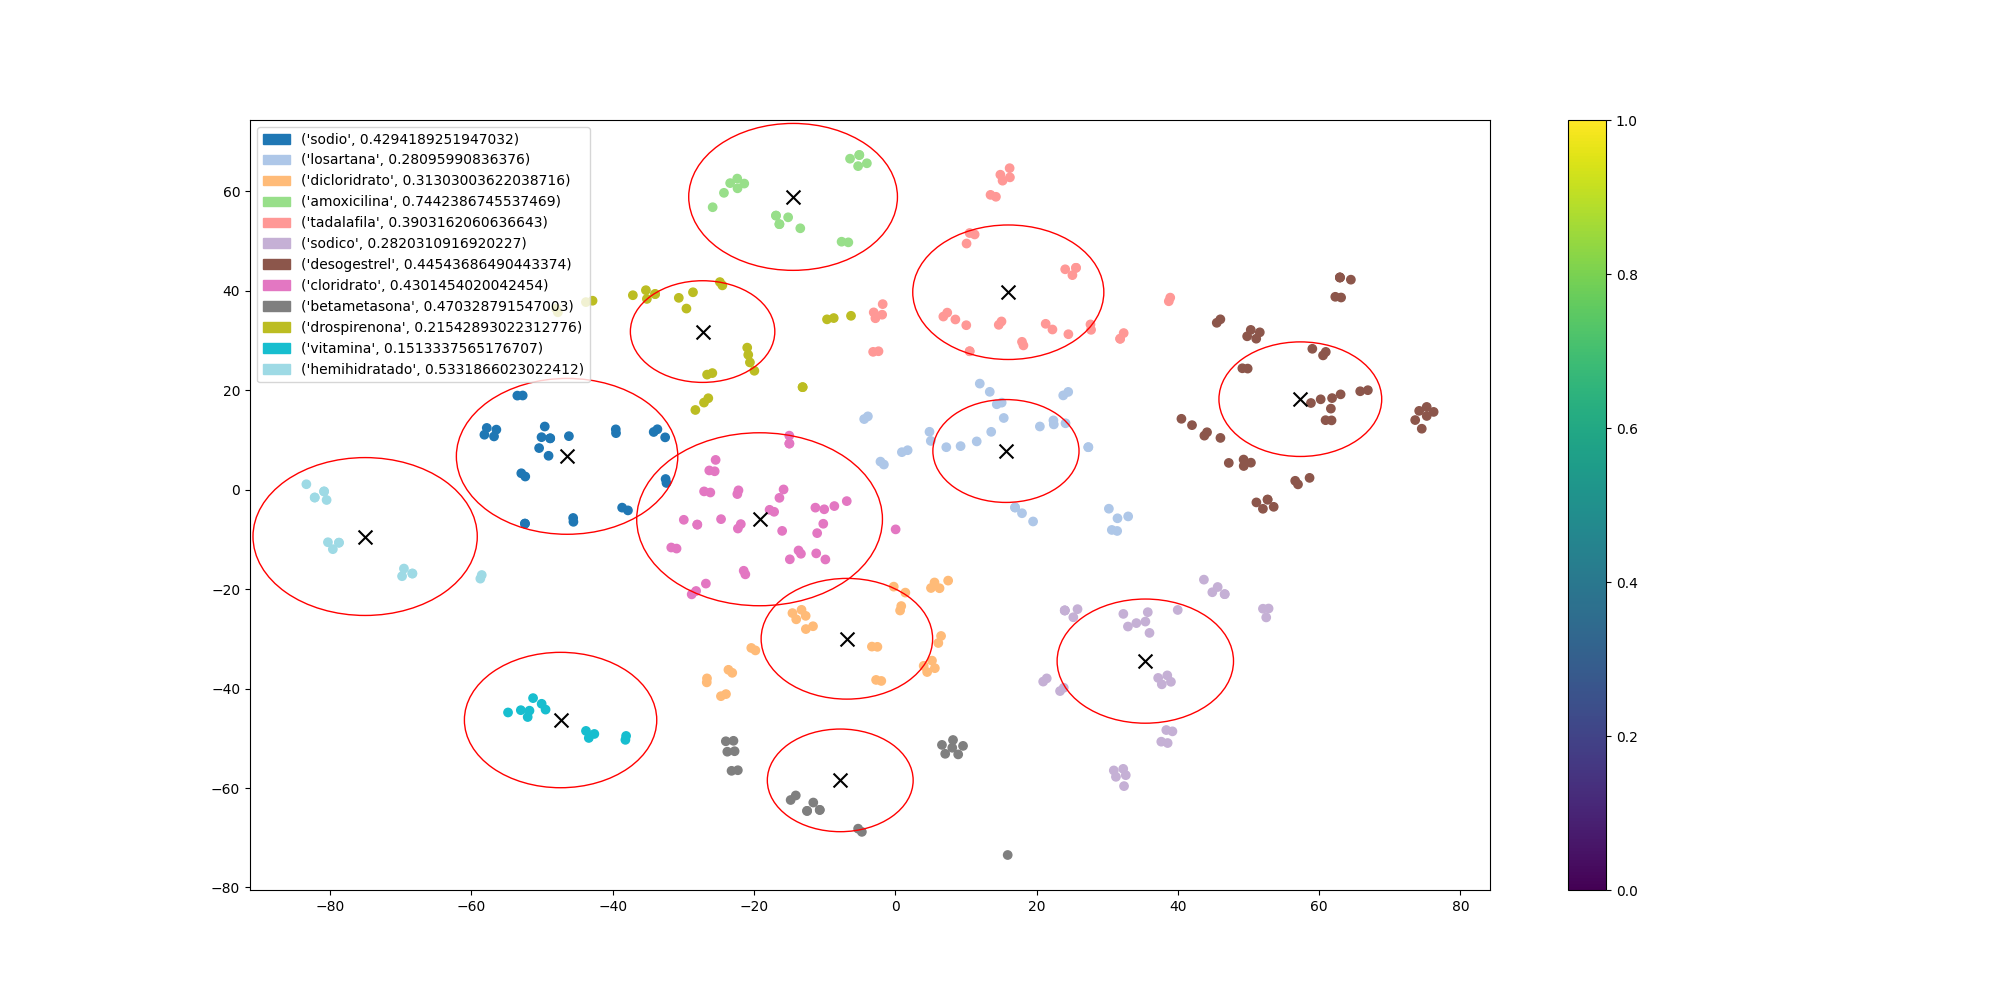 ('sodio', 0.4294189251947032)
('losartana', 0.28095990836376)
('dicloridrato', 0.31303003622038716)
('amoxicilina', 0.7442386745537469)
('tadalafila', 0.3903162060636643)
('sodico', 0.2820310916920227)
('desogestrel', 0.44543686490443374)
('cloridrato', 0.4301454020042454)
('betametasona', 0.470328791547003)
('drospirenona', 0.21542893022312776)
('vitamina', 0.1513337565176707)
('hemihidratado', 0.5331866023022412)
60
40
20
0
−20
−40
−60
−80
−80 −60 −40 −20 0 20 40 60 80
1.0
0.8
0.6
0.4
0.2
0.0